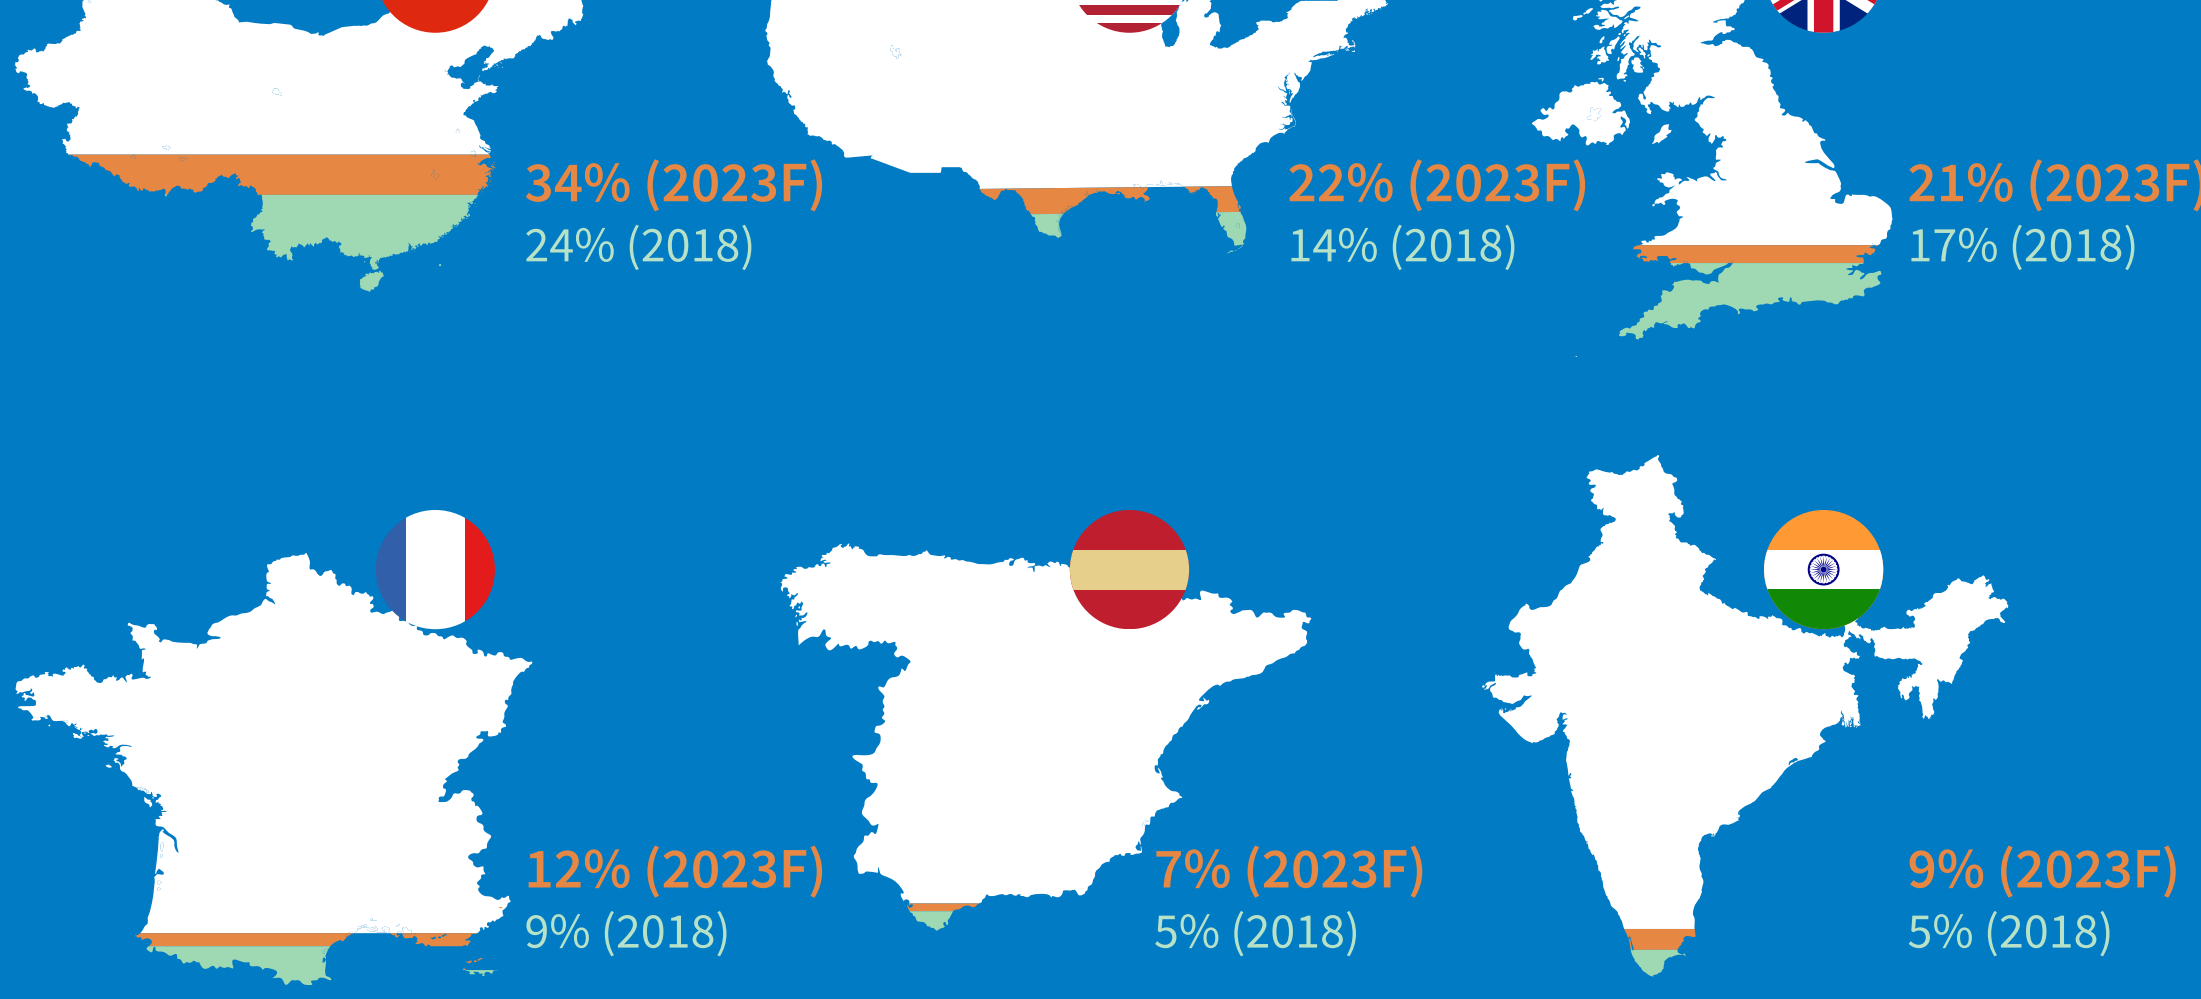 34% (2023F)
24% (2018)
22% (2023F)
14% (2018)
21% (2023F)
17% (2018)
12% (2023F)
9% (2018)
7% (2023F)
5% (2018)
9% (2023F)
5% (2018)